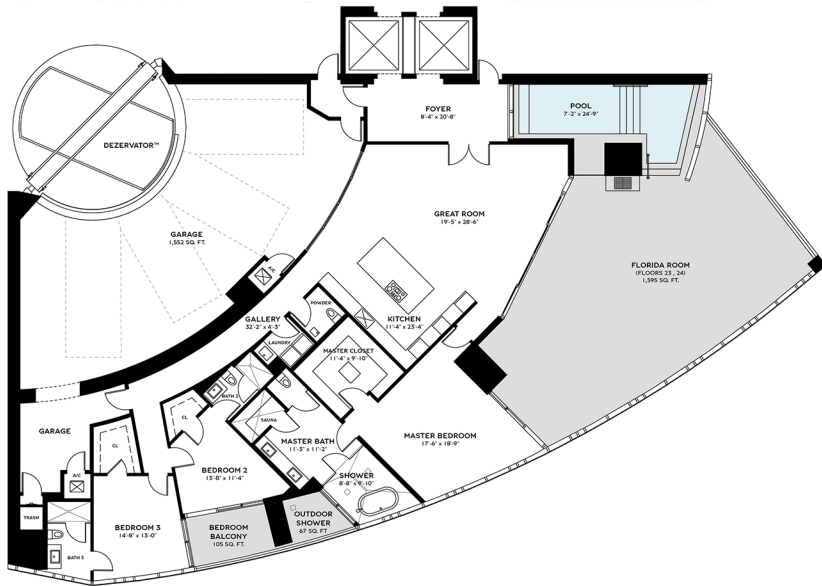 FOYER
8'-4" x 20'-8"
POOL
7'-2" x 24'-9"
DEZERVATOR™
GREAT ROOM
19'-5" x 28'-6"
GARAGE
1,552 SQ. FT.
FLORIDA ROOM
(FLOORS 23 , 24)
1,595 SQ. FT.
A/C
POWDER
GALLERY
32'-2" x 4'-3"
KITCHEN
11'-4" x 23'-4"
LAUNDRY
MASTER CLOSET
11'-4" x 9'-10"
BATH 2
CL
SAUNA
GARAGE
CL
MASTER BATH
11'-3" x 11'-2"
MASTER BEDROOM
17'-6" x 18'-9"
BEDROOM 2
13'-8" x 11'-4"
A/C
SHOWER
8'-8" x 9'-10"
TRASH
BEDROOM 3
14'-8" x 13'-0"
BEDROOM
BALCONY
105 SQ. FT.
OUTDOOR
SHOWER
67 SQ. FT
BATH 3